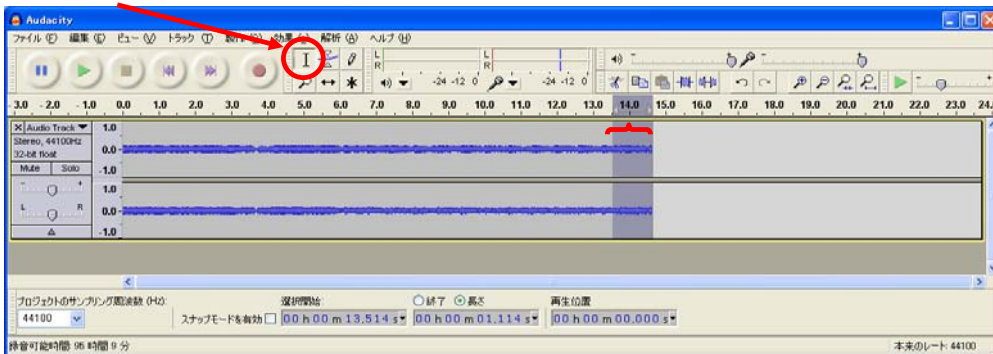 Audacity
ファイル(F) 編集(E) ビュー(V) トラック(T) 効果 解析(A) ヘルプ(H)
L
R
-24 -12 0
L
R
-24 -12 0
- 3.0 - 2.0 - 1.0 0.0 1.0 2.0 3.0 4.0 5.0 6.0 7.0 8.0 9.0 10.0 11.0 12.0 13.0 14.0 15.0 16.0 17.0 18.0 19.0 20.0 21.0 22.0 23.0 24.
X Audio Track
Stereo, 44100Hz
32-bit float
Mute Solo
- +
L R
1.0
0.0
-1.0
1.0
0.0
-1.0
プロジェクトのサンプリング周波数 (Hz): 選択開始: 終了 長さ 再生位置
44100 スナップモードを有効 00 h 00 m 13.514 s 00 h 00 m 01.114 s 00 h 00 m 00.000 s
録音可能時間 95 時間 9 分 本来のレート: 44100